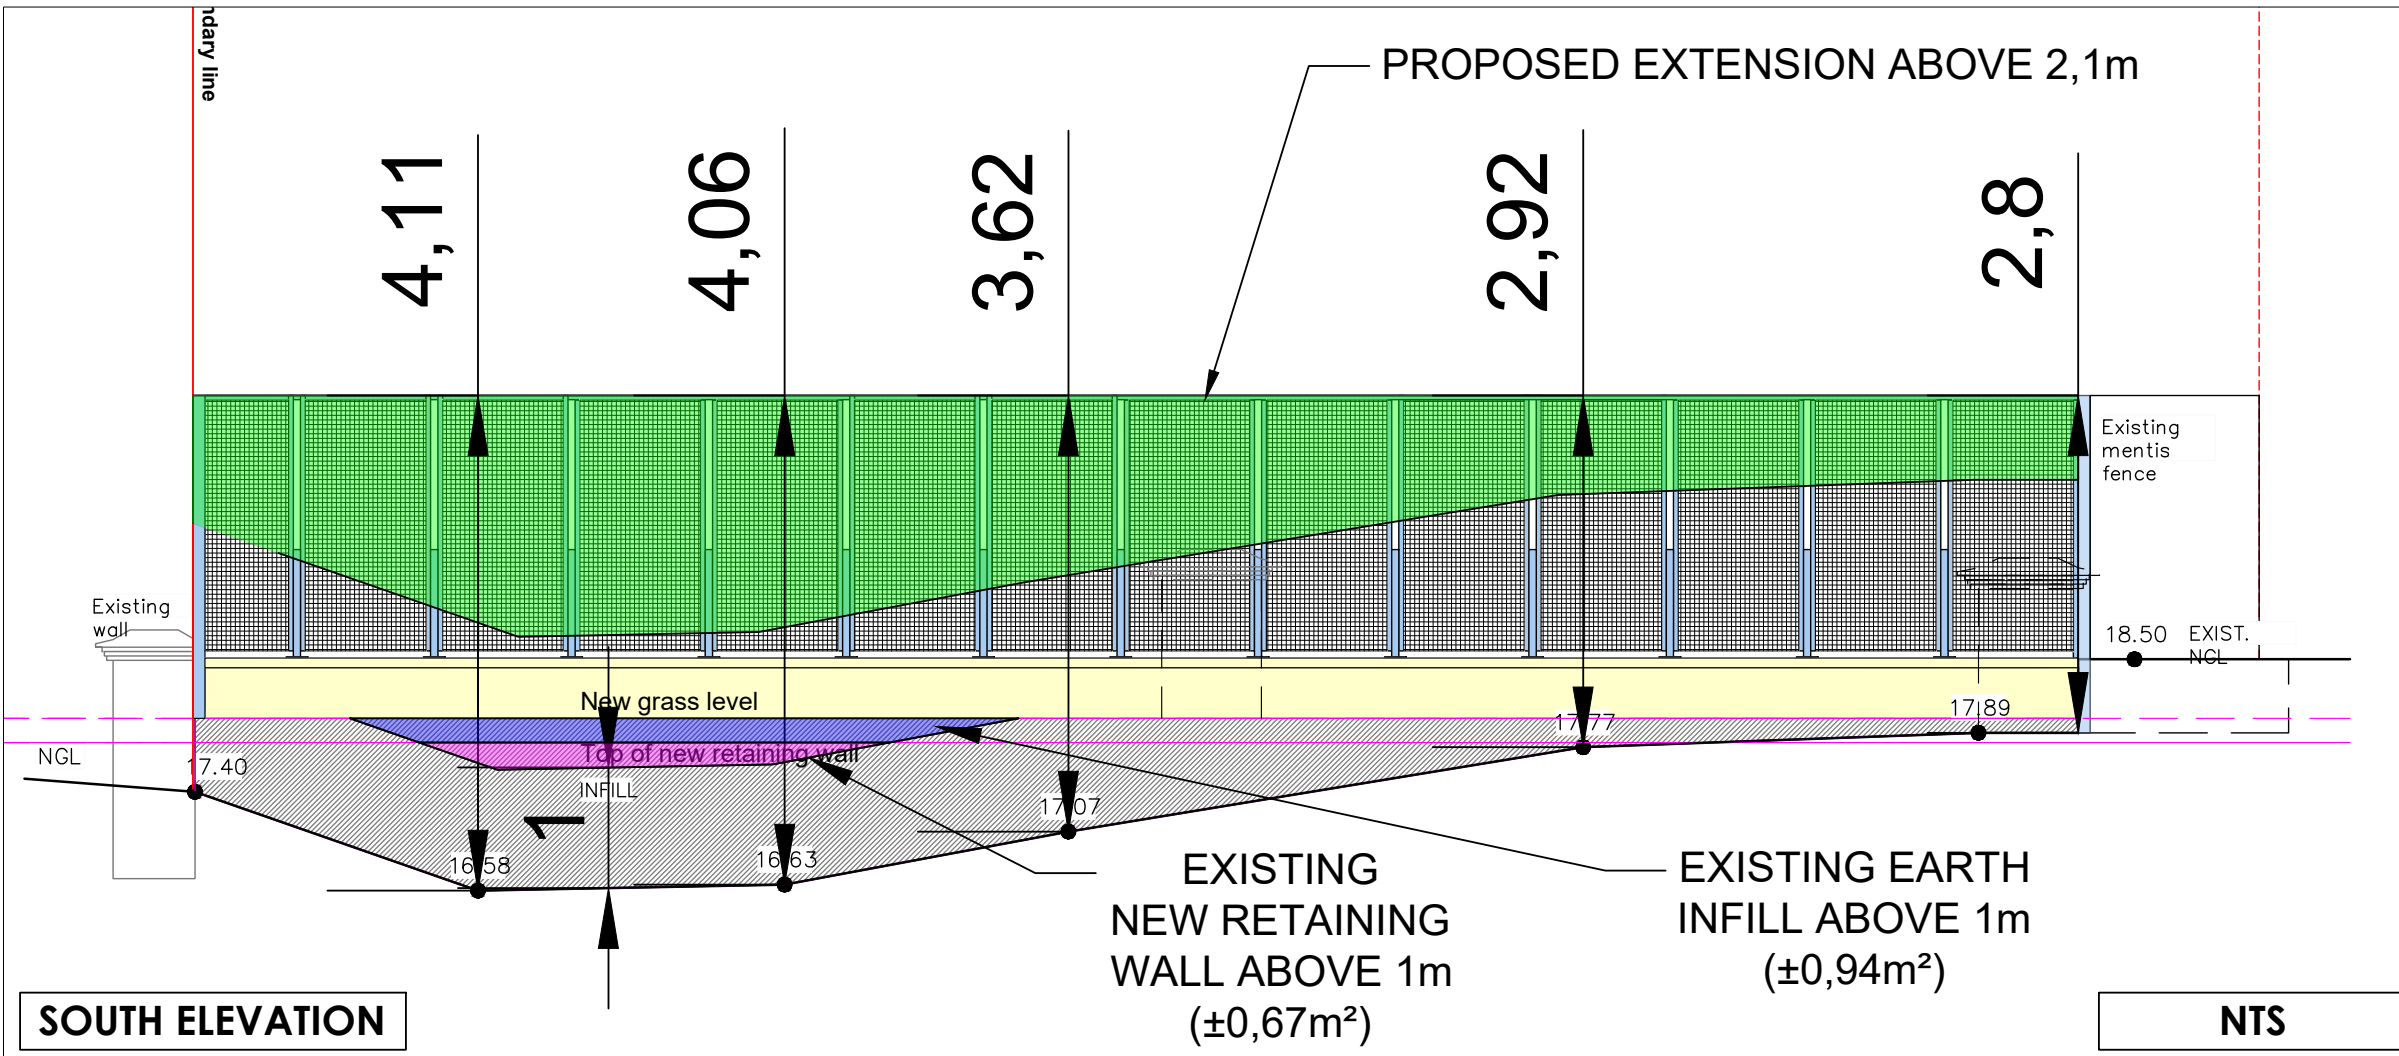 ndary line
PROPOSED EXTENSION ABOVE 2,1m
4,11
4,06
3,62
2,92
2,8
Existing
mentis
fence
Existing
wall
18.50 EXIST.
NGL
New grass level
17.77
17.89
NGL
17.40
Top of new retaining wall
INFILL
1
17.07
16.58
16.63
EXISTING
NEW RETAINING
WALL ABOVE 1m
(±0,67m²)
EXISTING EARTH
INFILL ABOVE 1m
(±0,94m²)
SOUTH ELEVATION
NTS